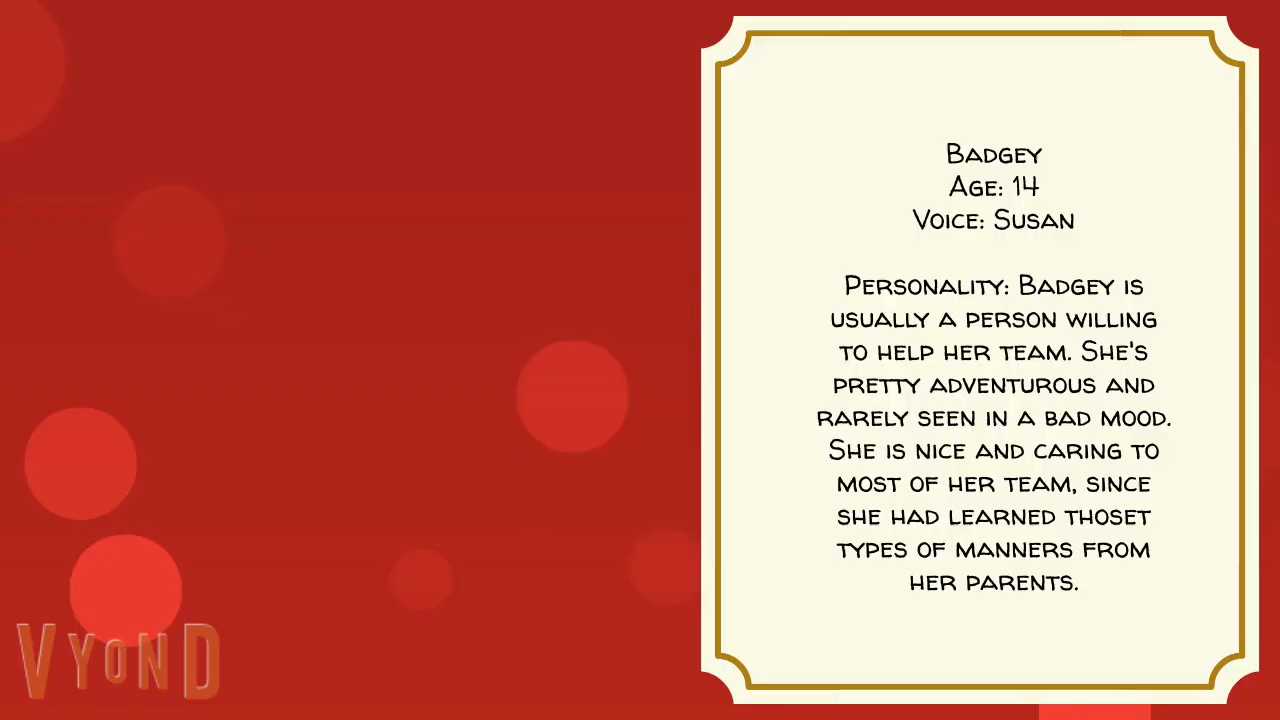 Badgey
Age: 14
Voice: Susan
Personality: Badgey is
usually a person willing
to help her team. She's
pretty adventurous and
rarely seen in a bad mood.
She is nice and caring to
most of her team, since
she had learned thoset
types of manners from
her parents.
Vyond